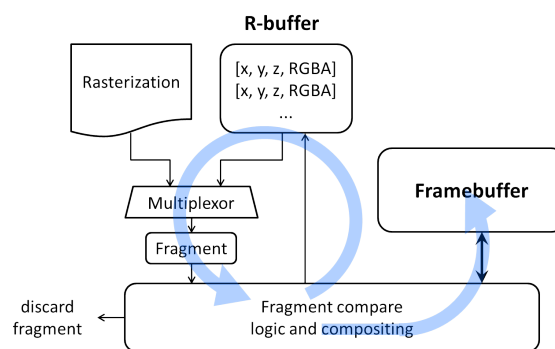 R-buffer
Rasterization
[x, y, z, RGBA]
[x, y, z, RGBA]
...
Multiplexor
Framebuffer
Fragment
Fragment compare
logic and compositing
discard
fragment